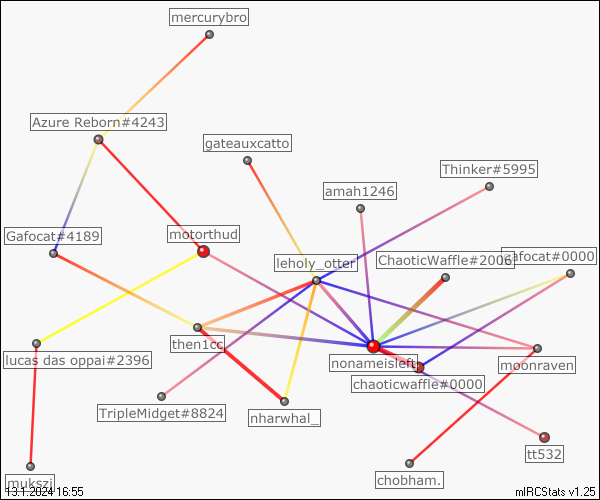 mercurybro
Azure Reborn#4243
gateauxcatto
Thinker#5995
amah1246
Gafocat#4189
motorthud
leholy_otter
ChaoticWaffle#2006
gafocat#0000
then1cc
lucas das oppai#2396
nonameisleft
moonraven
chaoticwaffle#0000
TripleMidget#8824
nharwhal_
tt532
chobham.
mukszi
13.1.2024 16:55
mIRCStats v1.25